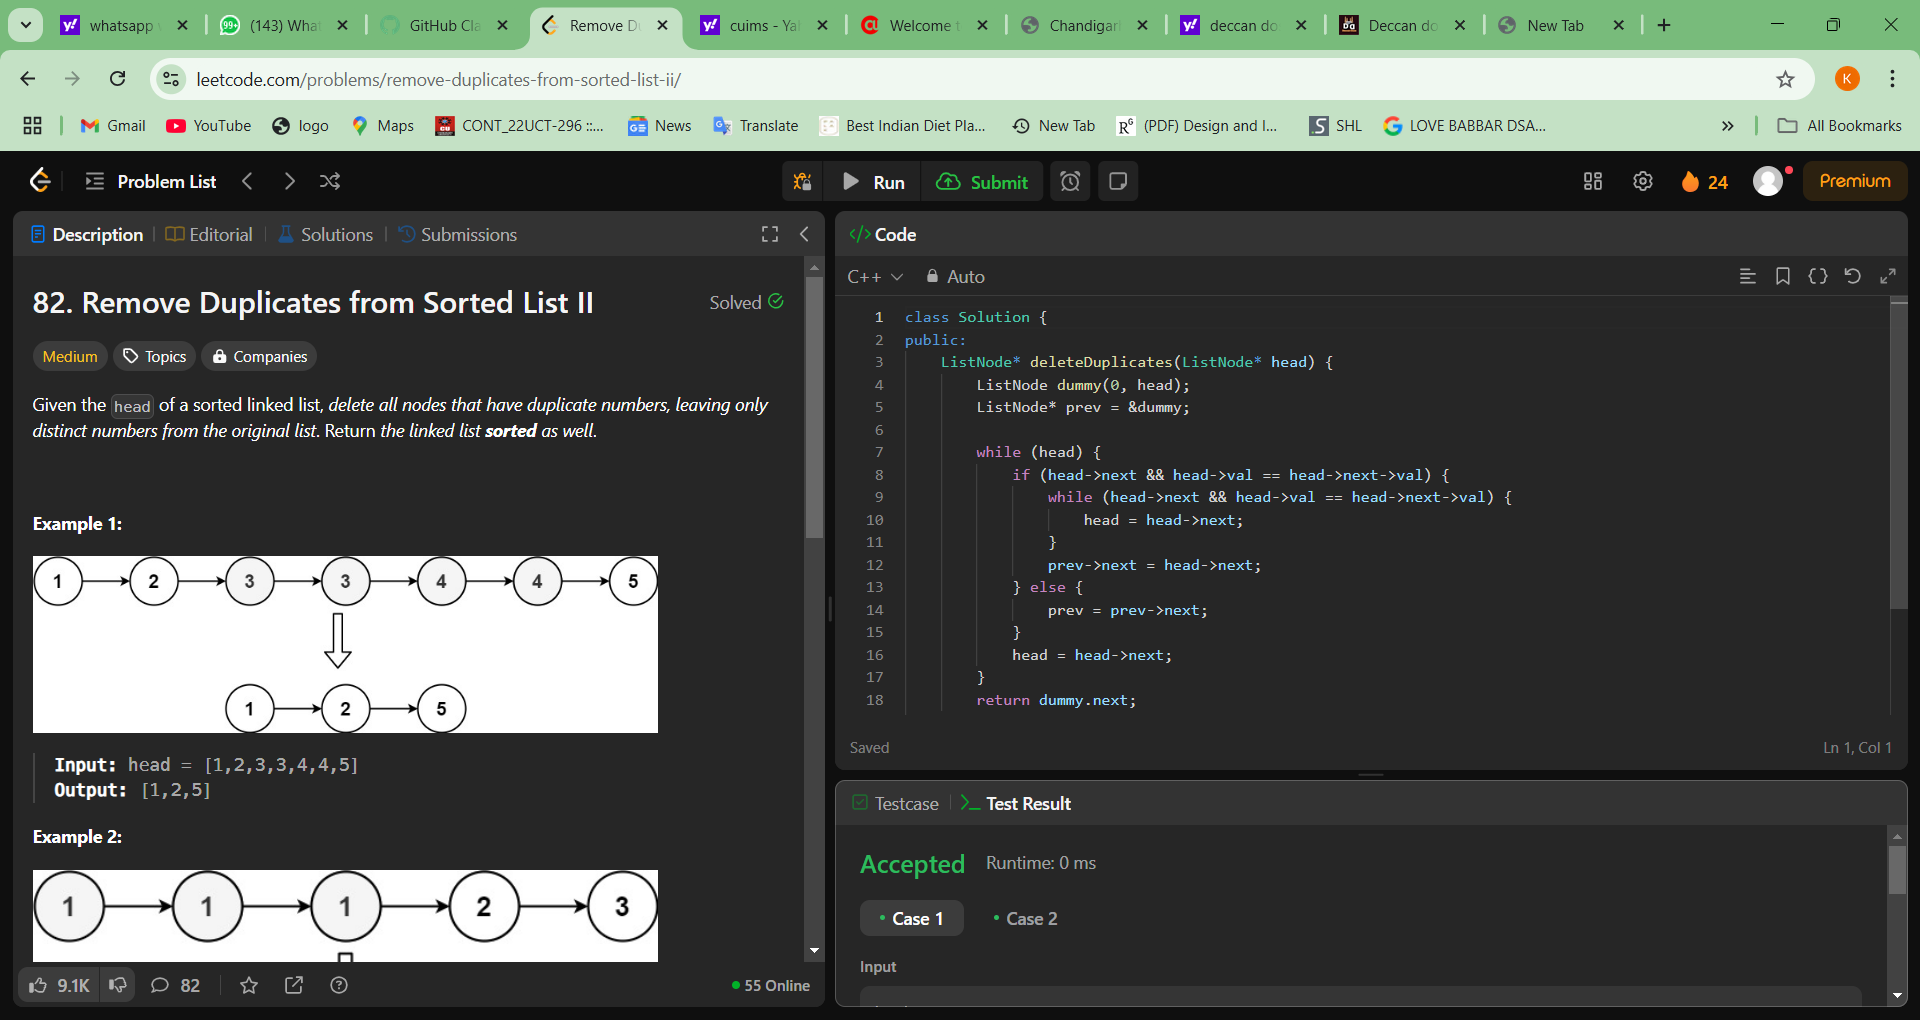 whatsapp
(143) What
GitHub Cla
Remove Du
cuims - Ya
Welcome t
Chandigar
deccan do
Deccan do
New Tab
leetcode.com/problems/remove-duplicates-from-sorted-list-ii/
K
Gmail
YouTube
logo
Maps
CONT_22UCT-296 ::...
News
Translate
Best Indian Diet Pla...
New Tab
(PDF) Design and I...
SHL
LOVE BABBAR DSA...
All Bookmarks
Problem List
Run
Submit
24
Premium
Description
Editorial
Solutions
Submissions
82. Remove Duplicates from Sorted List II
Solved
Medium
Topics
Companies
Given the head of a sorted linked list, delete all nodes that have duplicate numbers, leaving only
distinct numbers from the original list. Return the linked list sorted as well.
Example 1:
1 2 3 3 4 4 5
1 2 5
Input: head = [1,2,3,3,4,4,5]
Output: [1,2,5]
Example 2:
1 1 1 2 3
9.1K
82
55 Online
</>Code
C++
Auto
1 class Solution {
2 public:
3 ListNode* deleteDuplicates(ListNode* head) {
4 ListNode dummy(0, head);
5 ListNode* prev = &dummy;
6
7 while (head) {
8 if (head->next && head->val == head->next->val) {
9 while (head->next && head->val == head->next->val) {
10 head = head->next;
11 }
12 prev->next = head->next;
13 } else {
14 prev = prev->next;
15 }
16 head = head->next;
17 }
18 return dummy.next;
Saved
Ln 1, Col 1
Testcase
Test Result
Accepted
Runtime: 0 ms
Case 1
Case 2
Input